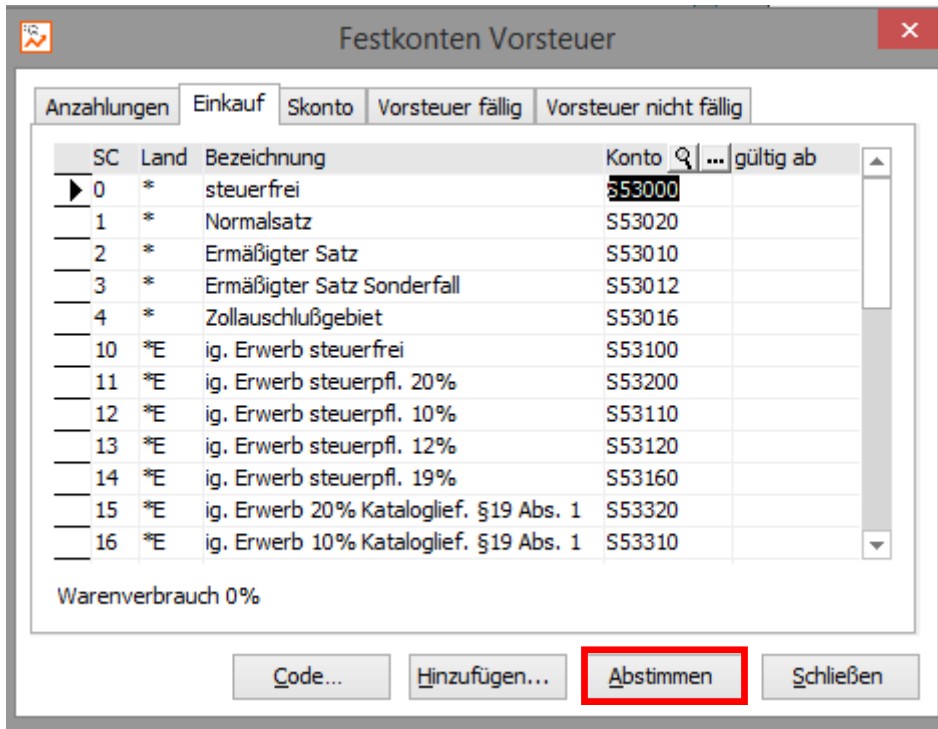 Festkonten Vorsteuer
Anzahlungen Einkauf Skonto Vorsteuer fällig Vorsteuer nicht fällig
SC Land Bezeichnung Konto ... gültig ab
0 * steuerfrei S53000
1 * Normalsatz S53020
2 * Ermäßigter Satz S53010
3 * Ermäßigter Satz Sonderfall S53012
4 * Zollauschlußgebiet S53016
10 *E ig. Erwerb steuerfrei S53100
11 *E ig. Erwerb steuerpfl. 20% S53200
12 *E ig. Erwerb steuerpfl. 10% S53110
13 *E ig. Erwerb steuerpfl. 12% S53120
14 *E ig. Erwerb steuerpfl. 19% S53160
15 *E ig. Erwerb 20% Kataloglief. §19 Abs. 1 S53320
16 *E ig. Erwerb 10% Kataloglief. §19 Abs. 1 S53310
Warenverbrauch 0%
Code... Hinzufügen... Abstimmen Schließen